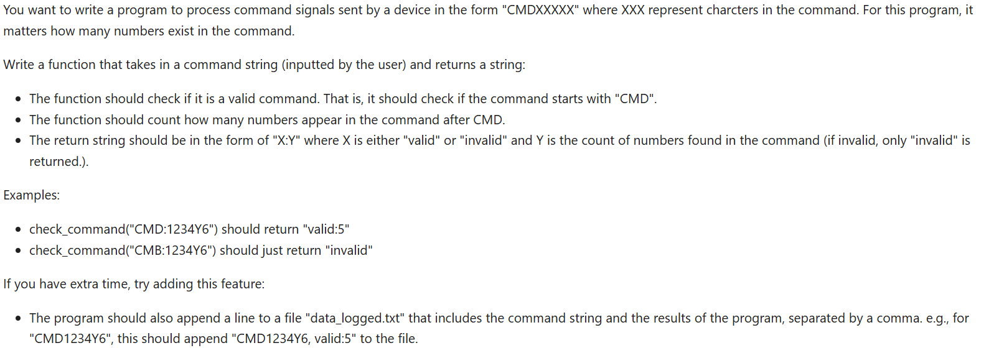 You want to write a program to process command signals sent by a device in the form "CMDXXXXX" where XXX represent charcters in the command. For this program, it
matters how many numbers exist in the command.
Write a function that takes in a command string (inputted by the user) and returns a string:
• The function should check if it is a valid command. That is, it should check if the command starts with "CMD".
• The function should count how many numbers appear in the command after CMD.
• The return string should be in the form of "X:Y" where X is either "valid" or "invalid" and Y is the count of numbers found in the command (if invalid, only "invalid" is
returned.).
Examples:
• check_command("CMD:1234Y6") should return "valid:5"
• check_command("CMB:1234Y6") should just return "invalid"
If you have extra time, try adding this feature:
• The program should also append a line to a file "data_logged.txt" that includes the command string and the results of the program, separated by a comma. e.g., for
"CMD1234Y6", this should append "CMD1234Y6, valid:5" to the file.